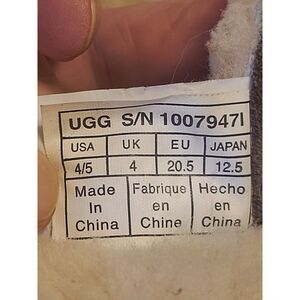 UGG S/N 1007947I
USA UK EU JAPAN
4/5 4 20.5 12.5
Made Fabrique Hecho
In en en
China Chine China